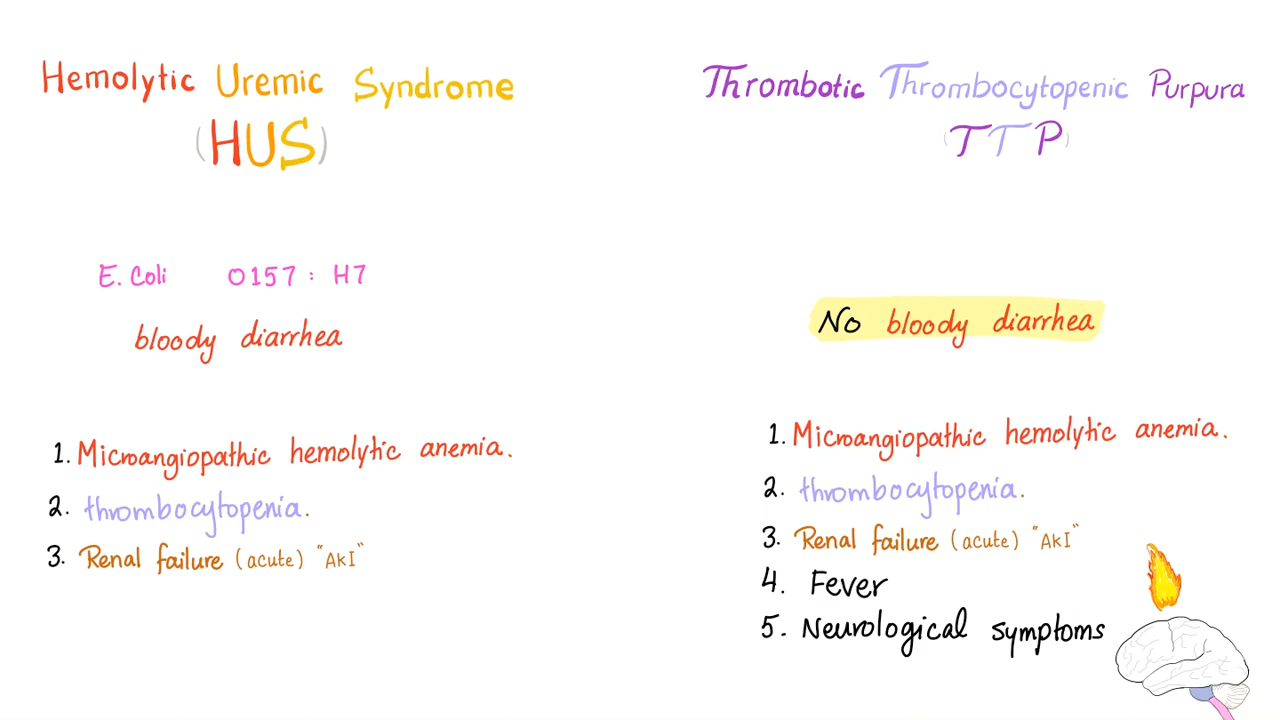 Hemolytic Uremic Syndrome
(HUS)
E. Coli O157 : H7
bloody diarrhea
1. Microangiopathic hemolytic anemia.
2. thrombocytopenia.
3. Renal failure (acute) "AkI"
Thrombotic Thrombocytopenic Purpura
(TTP)
No bloody diarrhea
1. Microangiopathic hemolytic anemia.
2. thrombocytopenia.
3. Renal failure (acute) "AkI"
4. Fever
5. Neurological symptoms